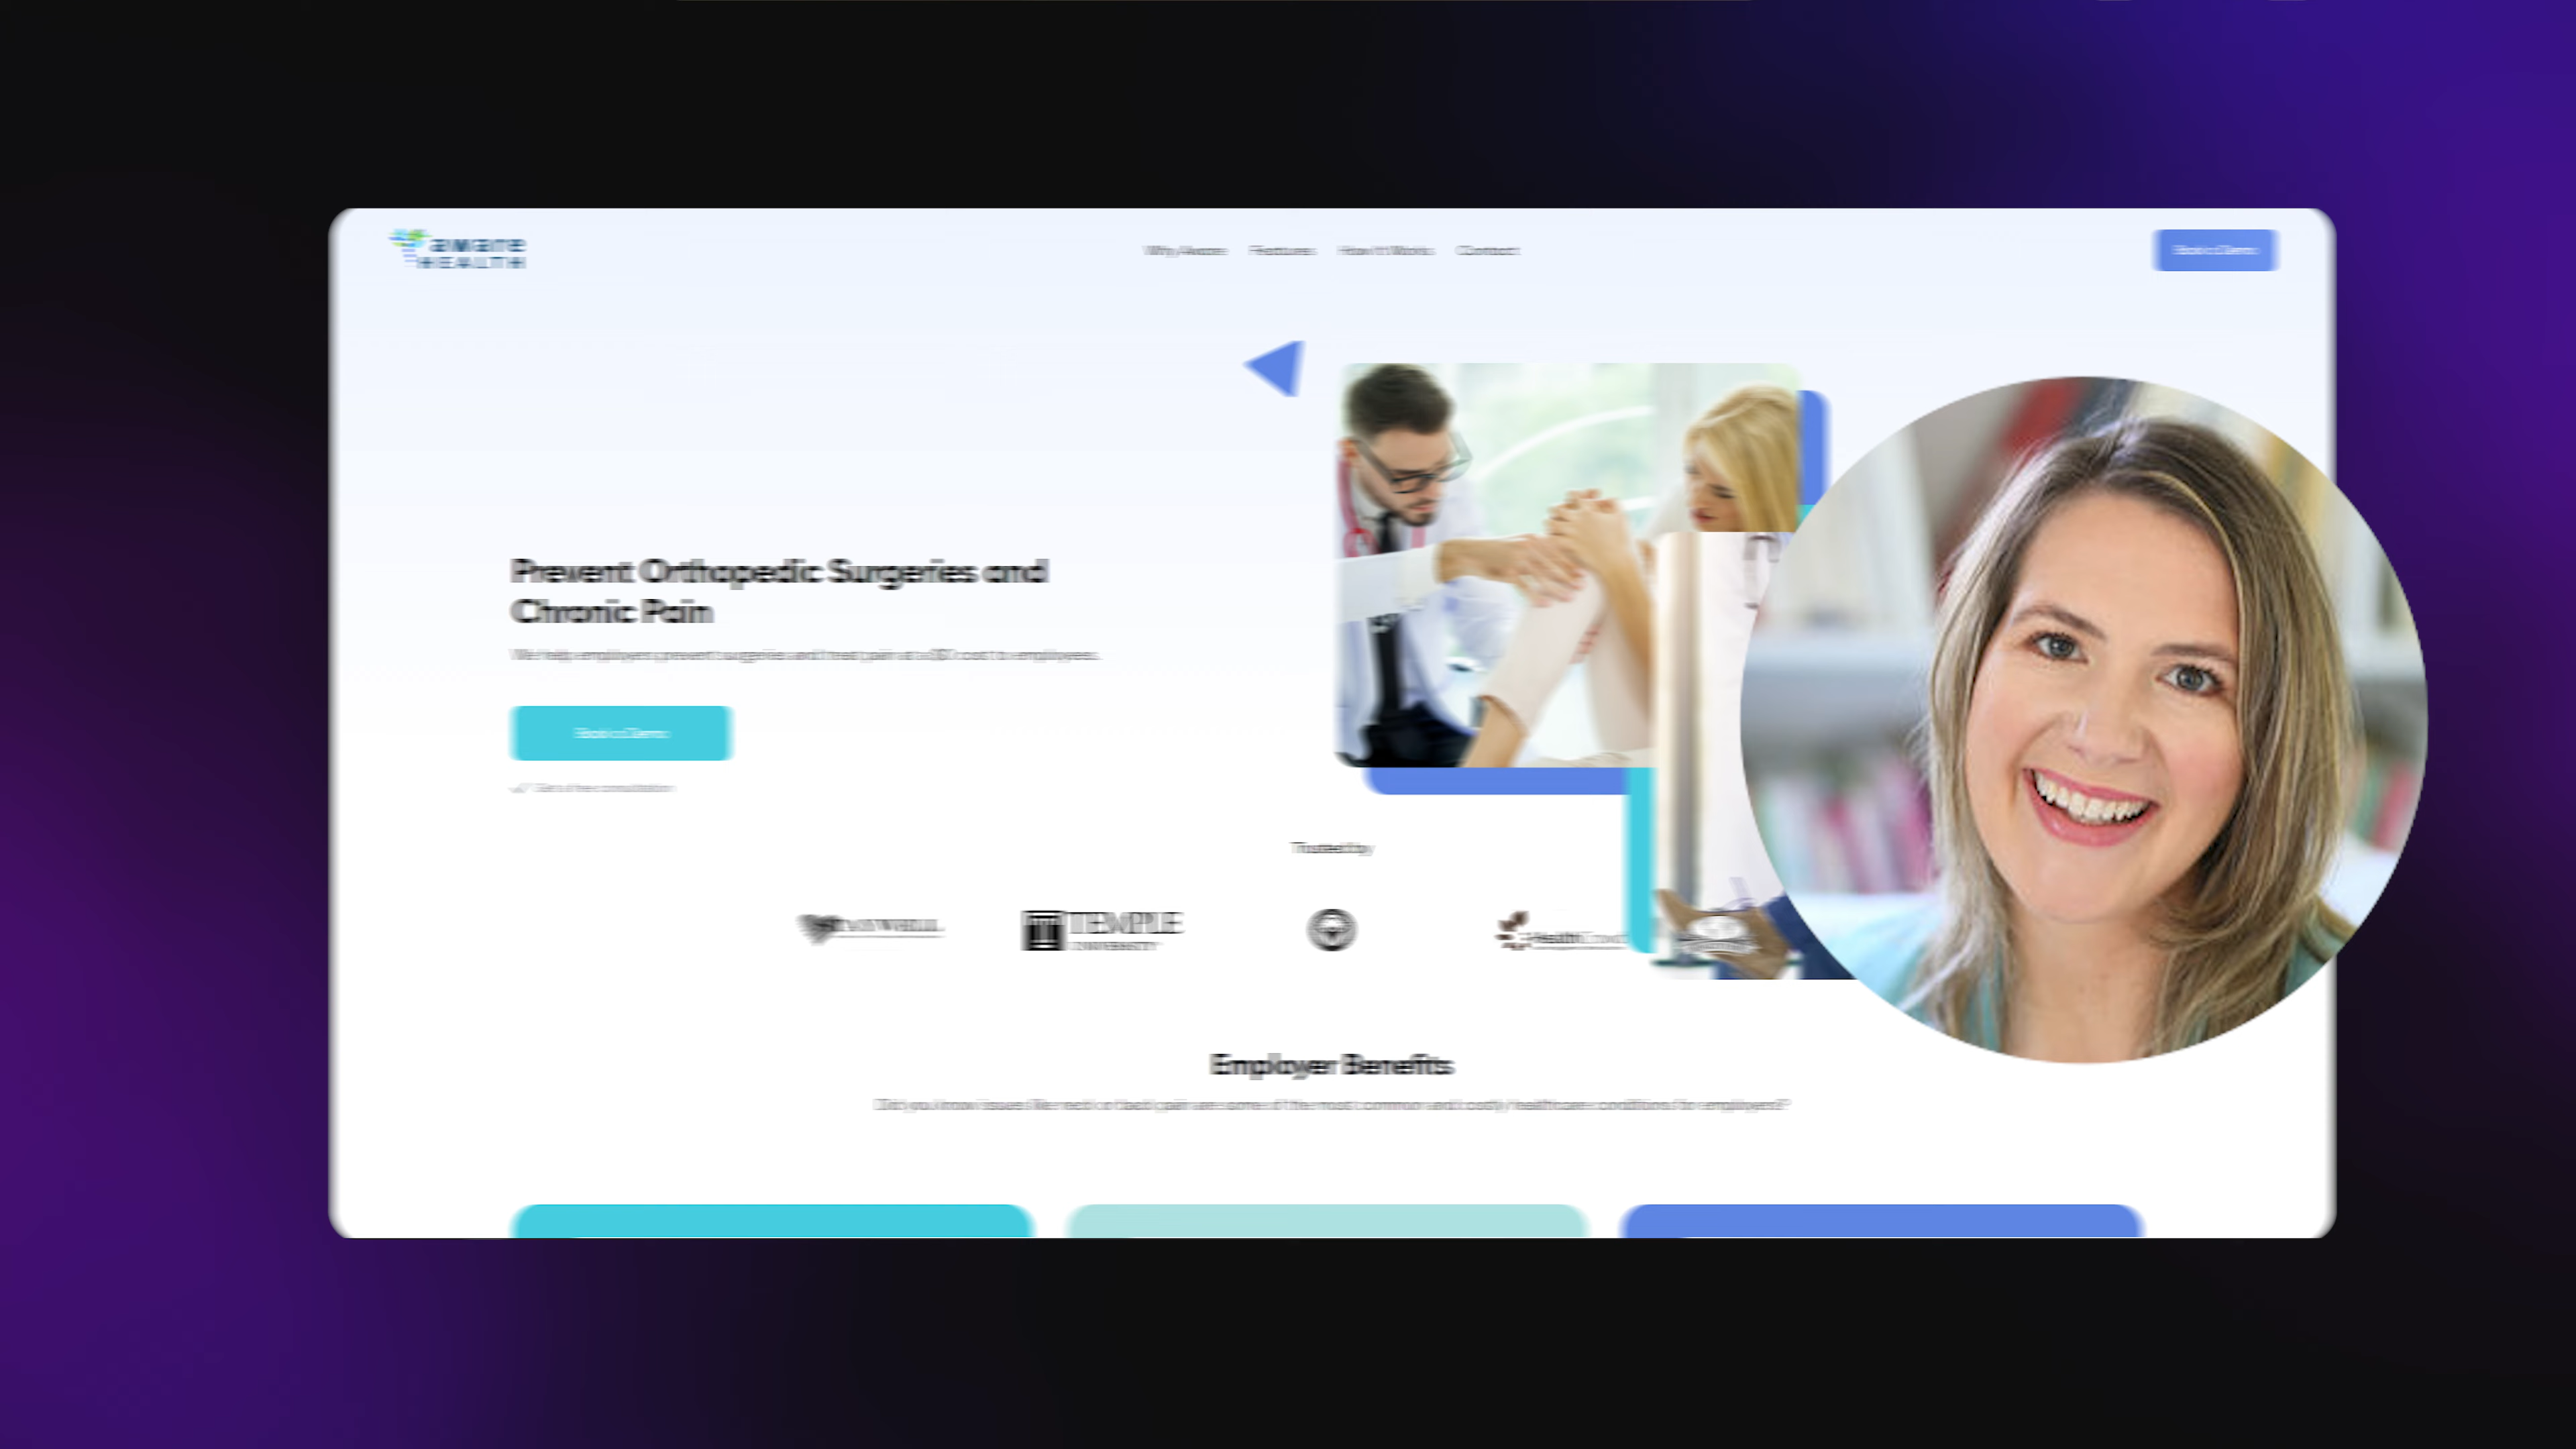 aware
HEALTH
Why Aware Features How It Works Contact
Book a Demo
Prevent Orthopedic Surgeries and
Chronic Pain
We help employers prevent surgeries and treat pain at a $0 cost to employees.
Book a Demo
Get a free consultation
Trusted by
TEMPLE
UNIVERSITY
Health
Employer Benefits
Did you know issues like neck or back pain are some of the most common and costly healthcare conditions for employers?